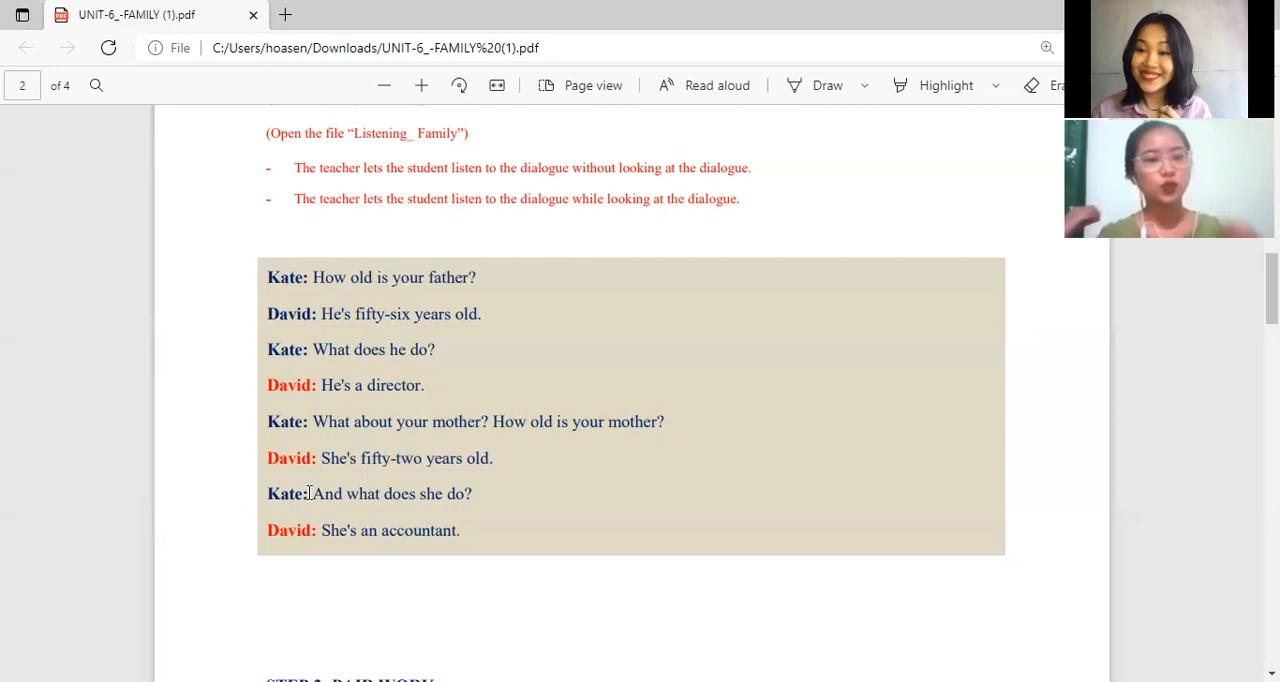 UNIT-6_-FAMILY (1).pdf
File C:/Users/hoasen/Downloads/UNIT-6_-FAMILY%20(1).pdf
2 of 4 Page view Read aloud Draw Highlight Era
(Open the file “Listening_ Family”)
- The teacher lets the student listen to the dialogue without looking at the dialogue.
- The teacher lets the student listen to the dialogue while looking at the dialogue.
Kate: How old is your father?
David: He's fifty-six years old.
Kate: What does he do?
David: He's a director.
Kate: What about your mother? How old is your mother?
David: She's fifty-two years old.
Kate: And what does she do?
David: She's an accountant.
STEP 2: PAIR WORK